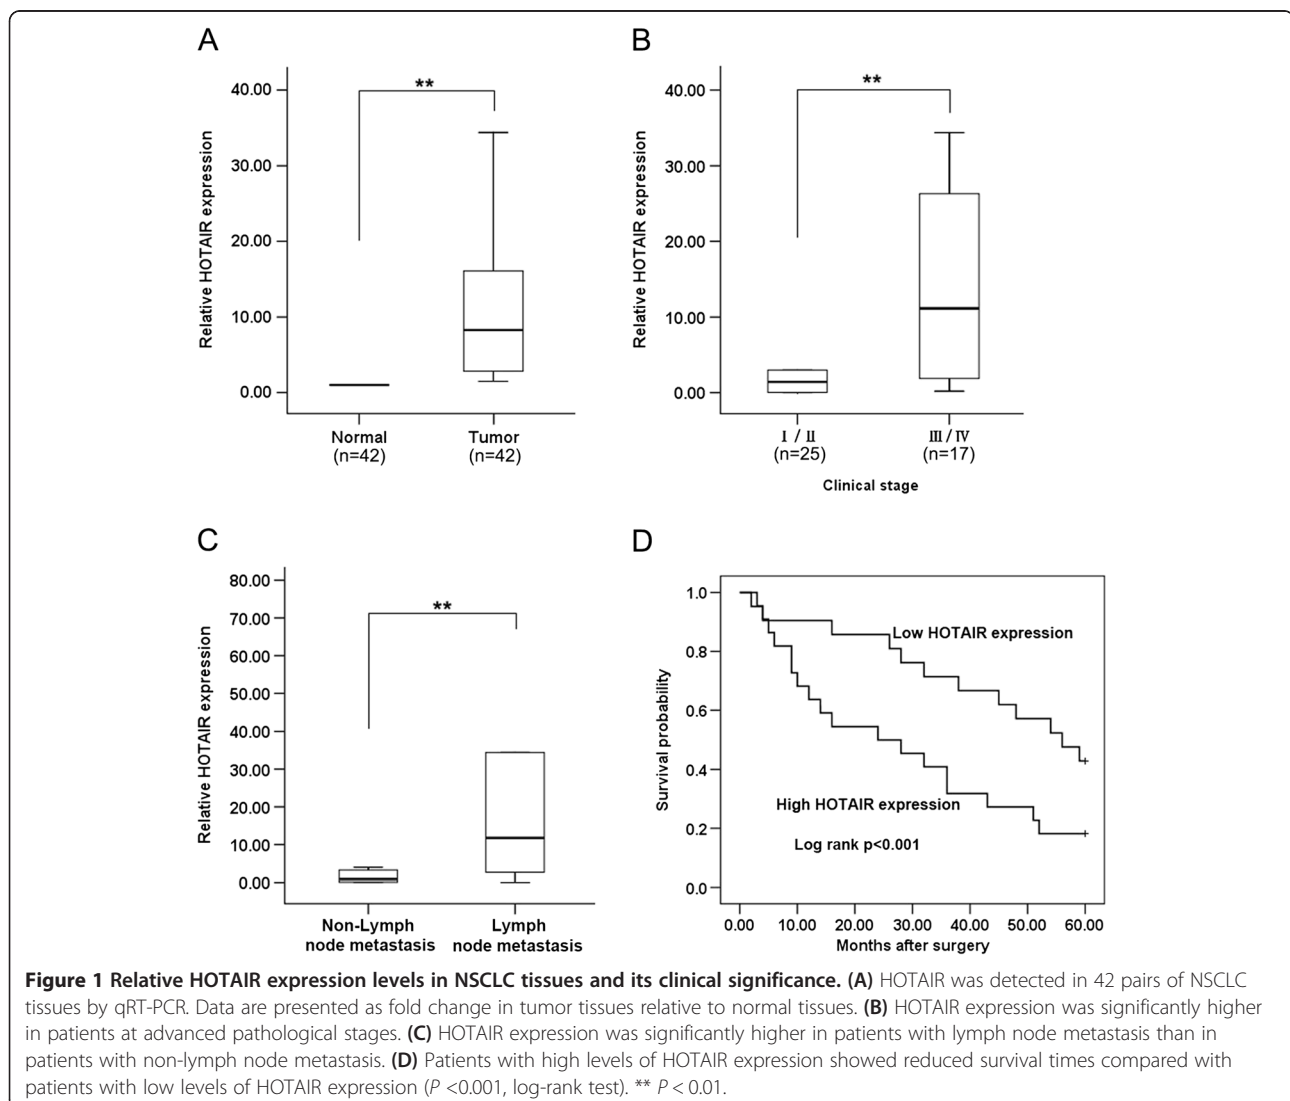 A
Relative HOTAIR expression
40.00
30.00
20.00
10.00
0.00
**
Normal
(n=42)
Tumor
(n=42)
B
Relative HOTAIR expression
40.00
30.00
20.00
10.00
0.00
**
Ⅰ / Ⅱ
(n=25)
Ⅲ / Ⅳ
(n=17)
Clinical stage
C
Relative HOTAIR expression
80.00
70.00
60.00
50.00
40.00
30.00
20.00
10.00
0.00
**
Non-Lymph
node metastasis
Lymph
node metastasis
D
Survival probability
1.0
0.8
0.6
0.4
0.2
0.0
Low HOTAIR expression
High HOTAIR expression
Log rank p<0.001
0.00 10.00 20.00 30.00 40.00 50.00 60.00
Months after surgery
Figure 1 Relative HOTAIR expression levels in NSCLC tissues and its clinical significance. (A) HOTAIR was detected in 42 pairs of NSCLC
tissues by qRT-PCR. Data are presented as fold change in tumor tissues relative to normal tissues. (B) HOTAIR expression was significantly higher
in patients at advanced pathological stages. (C) HOTAIR expression was significantly higher in patients with lymph node metastasis than in
patients with non-lymph node metastasis. (D) Patients with high levels of HOTAIR expression showed reduced survival times compared with
patients with low levels of HOTAIR expression (P <0.001, log-rank test). ** P < 0.01.